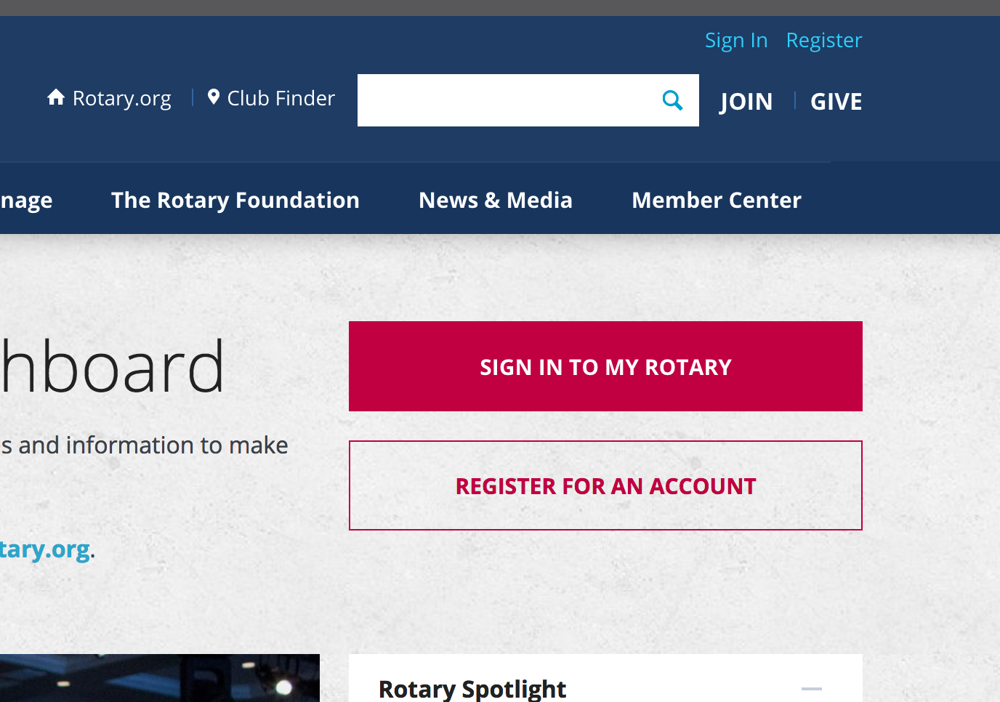 Sign In Register
Rotary.org Club Finder JOIN GIVE
nage The Rotary Foundation News & Media Member Center
hboard
SIGN IN TO MY ROTARY
s and information to make
REGISTER FOR AN ACCOUNT
tary.org.
Rotary Spotlight